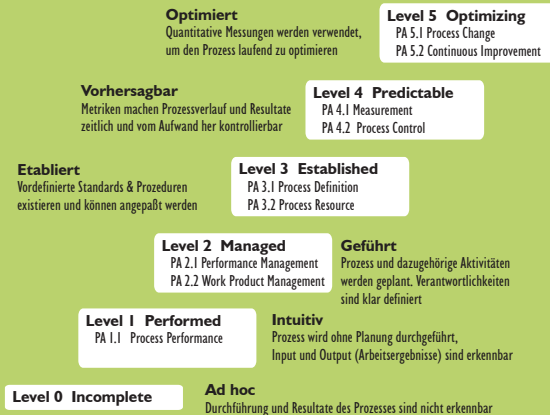 Optimiert
Quantitative Messungen werden verwendet,
um den Prozess laufend zu optimieren
Level 5 Optimizing
PA 5.1 Process Change
PA 5.2 Continuous Improvement
Vorhersagbar
Metriken machen Prozessverlauf und Resultate
zeitlich und vom Aufwand her kontrollierbar
Level 4 Predictable
PA 4.1 Measurement
PA 4.2 Process Control
Etabliert
Vordefinierte Standards & Prozeduren
existieren und können angepaßt werden
Level 3 Established
PA 3.1 Process Definition
PA 3.2 Process Resource
Level 2 Managed
PA 2.1 Performance Management
PA 2.2 Work Product Management
Geführt
Prozess und dazugehörige Aktivitäten
werden geplant. Verantwortlichkeiten
sind klar definiert
Level 1 Performed
PA 1.1 Process Performance
Intuitiv
Prozess wird ohne Planung durchgeführt,
Input und Output (Arbeitsergebnisse) sind erkennbar
Level 0 Incomplete
Ad hoc
Durchführung und Resultate des Prozesses sind nicht erkennbar